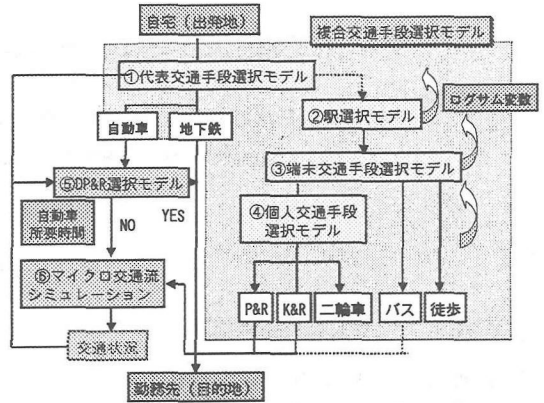 自宅（出発地）
複合交通手段選択モデル
①代表交通手段選択モデル
ログサム変数
②駅選択モデル
自動車
地下鉄
③端末交通手段選択モデル
⑤DP&R選択モデル
④個人交通手段
選択モデル
自動車
所要時間
NO
YES
⑥マイクロ交通流
シミュレーション
P&R
K&R
二輪車
バス
徒歩
交通状況
勤務先（目的地）